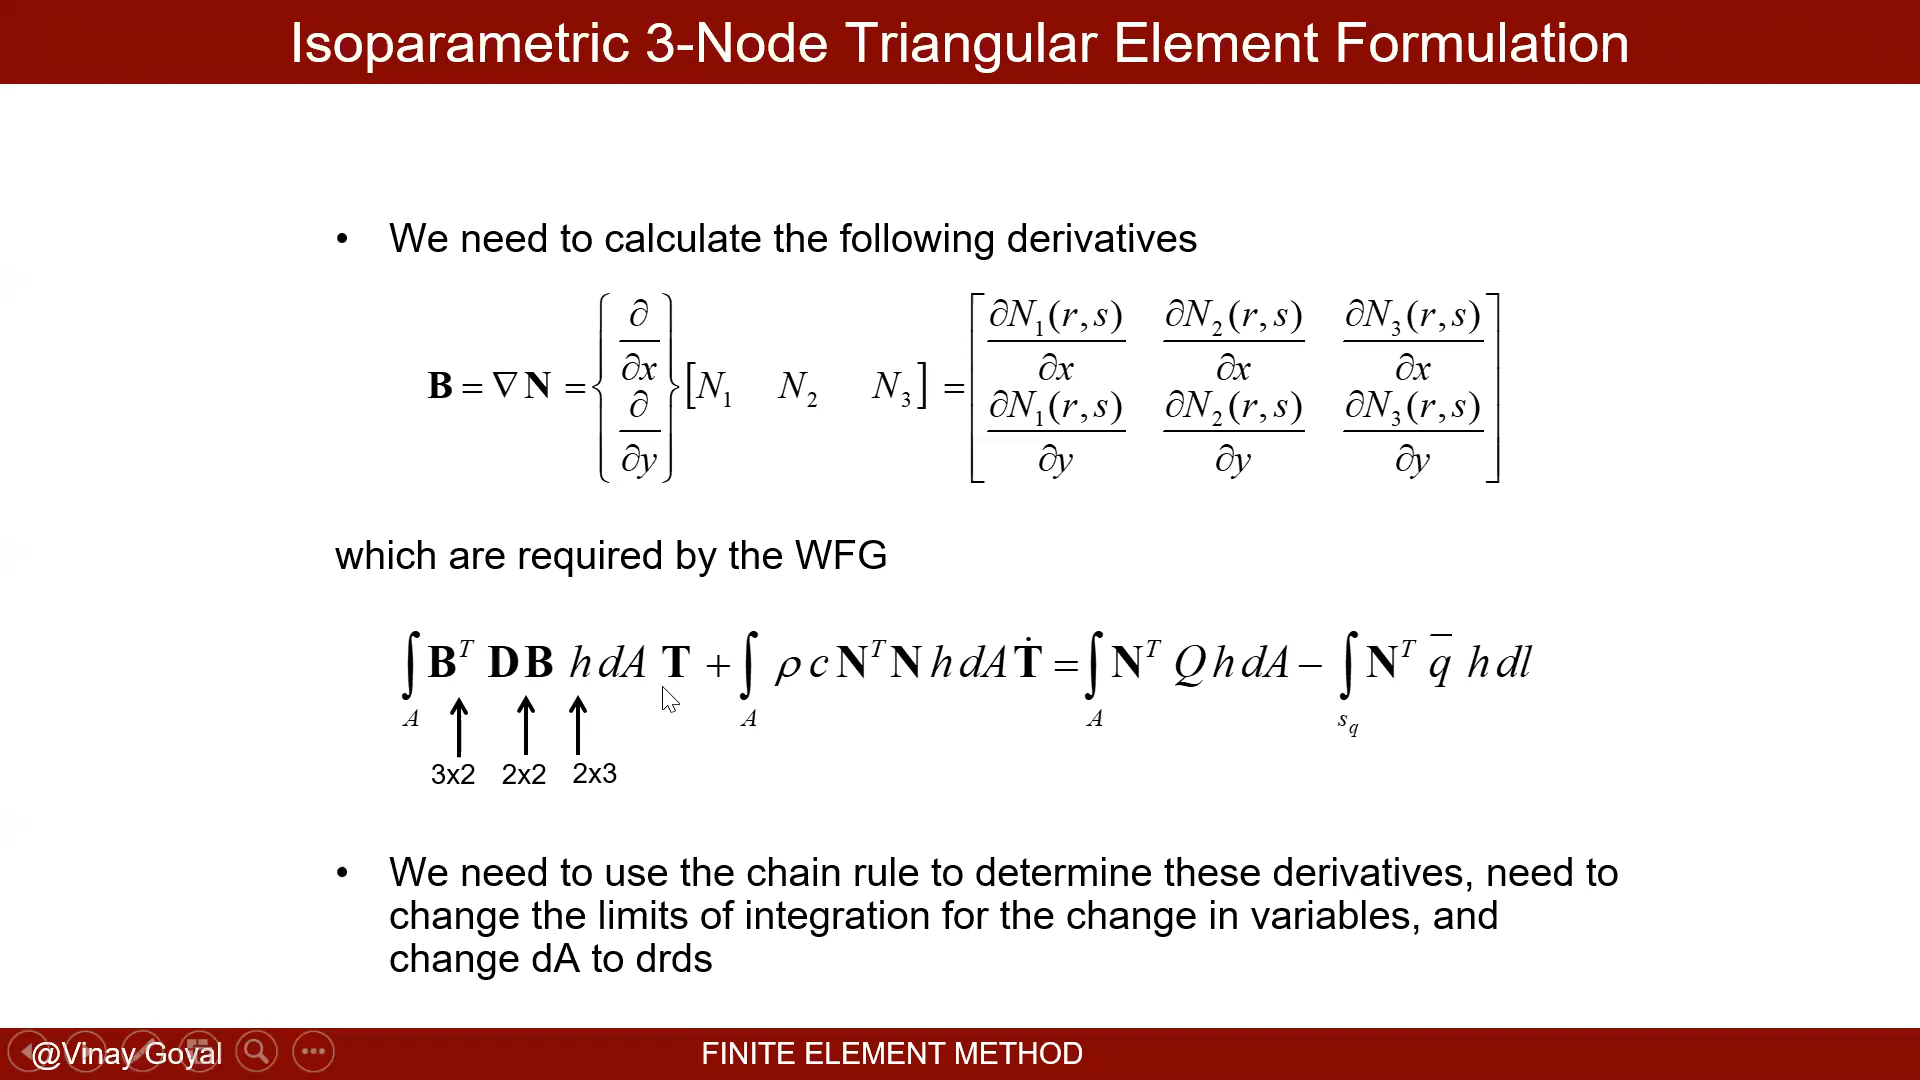 Isoparametric 3-Node Triangular Element Formulation
• We need to calculate the following derivatives
B = ∇N = { ∂/∂x ∂/∂y } [N₁ N₂ N₃] = [ ∂N₁(r,s)/∂x ∂N₂(r,s)/∂x ∂N₃(r,s)/∂x
∂N₁(r,s)/∂y ∂N₂(r,s)/∂y ∂N₃(r,s)/∂y ]
which are required by the WFG
∫_A Bᵀ D B h dA T + ∫_A ρ c Nᵀ N h dA Ṫ = ∫_A Nᵀ Q h dA − ∫_{s_q} Nᵀ q̅ h dl
3x2 2x2 2x3
• We need to use the chain rule to determine these derivatives, need to
change the limits of integration for the change in variables, and
change dA to drds
@Vinay Goyal
FINITE ELEMENT METHOD